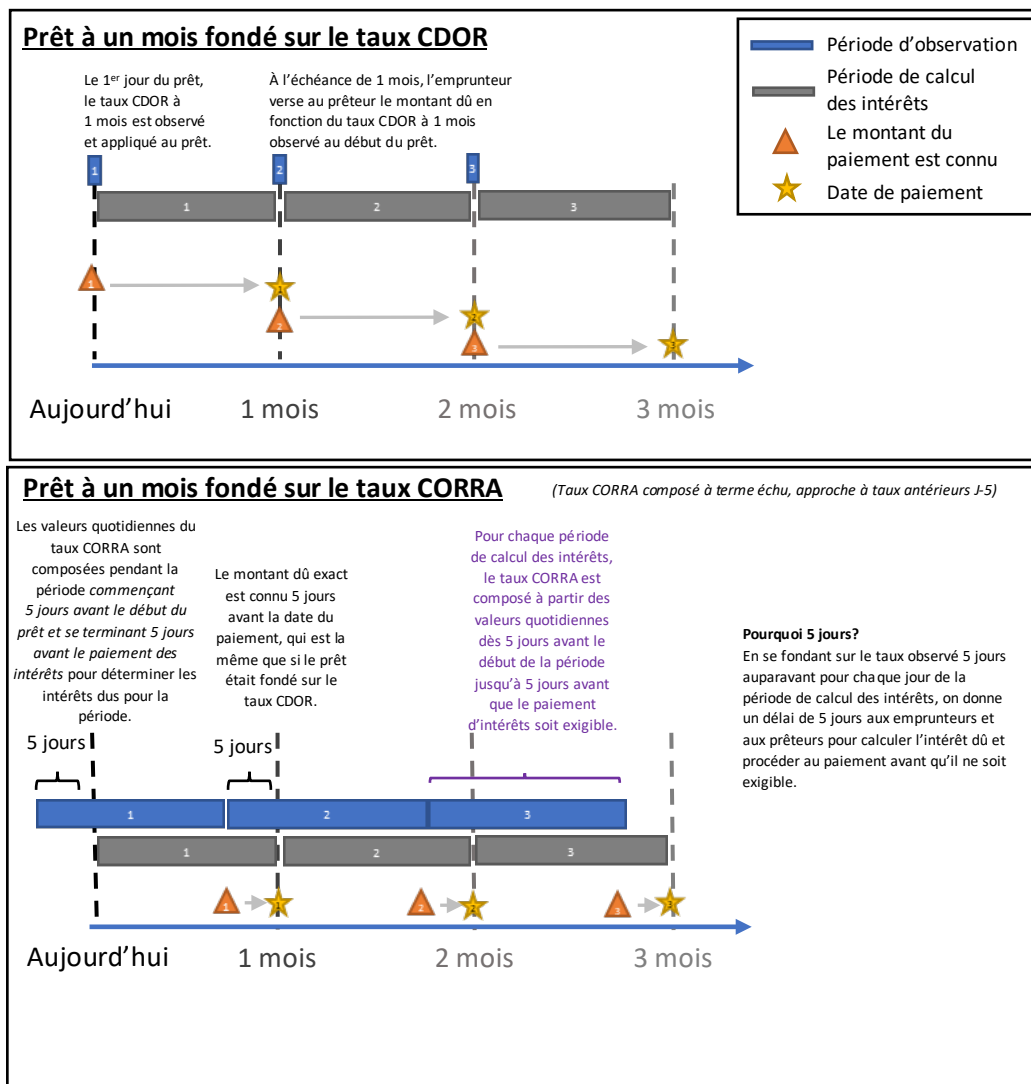 Prêt à un mois fondé sur le taux CDOR
Le 1er jour du prêt,
le taux CDOR à
1 mois est observé
et appliqué au prêt.
À l'échéance de 1 mois, l'emprunteur
verse au prêteur le montant dû en
fonction du taux CDOR à 1 mois
observé au début du prêt.
Période d'observation
Période de calcul
des intérêts
Le montant du
paiement est connu
Date de paiement
1
2
3
1
2
3
1
1
2
2
3
3
Aujourd'hui
1 mois
2 mois
3 mois
Prêt à un mois fondé sur le taux CORRA
(Taux CORRA composé à terme échu, approche à taux antérieurs J-5)
Les valeurs quotidiennes du
taux CORRA sont
composées pendant la
période commençant
5 jours avant le début du
prêt et se terminant 5 jours
avant le paiement des
intérêts pour déterminer les
intérêts dus pour la
période.
Le montant dû exact
est connu 5 jours
avant la date du
paiement, qui est la
même que si le prêt
était fondé sur le
taux CDOR.
Pour chaque période
de calcul des intérêts,
le taux CORRA est
composé à partir des
valeurs quotidiennes
dès 5 jours avant le
début de la période
jusqu'à 5 jours avant
que le paiement
d'intérêts soit exigible.
Pourquoi 5 jours?
En se fondant sur le taux observé 5 jours
auparavant pour chaque jour de la
période de calcul des intérêts, on donne
un délai de 5 jours aux emprunteurs et
aux prêteurs pour calculer l'intérêt dû et
procéder au paiement avant qu'il ne soit
exigible.
5 jours
5 jours
1
2
3
1
2
3
1
1
2
2
3
3
Aujourd'hui
1 mois
2 mois
3 mois